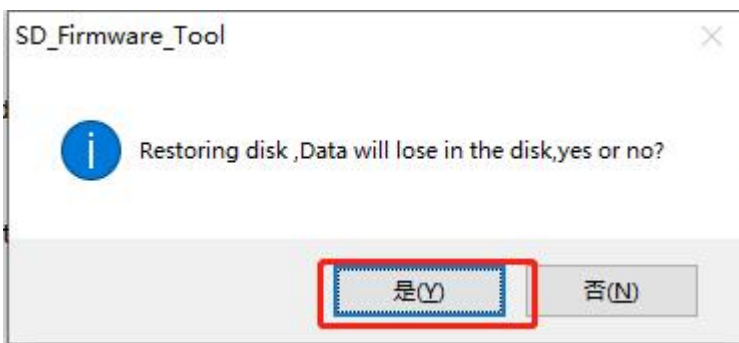 SD_Firmware_Tool
Restoring disk ,Data will lose in the disk,yes or no?
是(Y)
否(N)